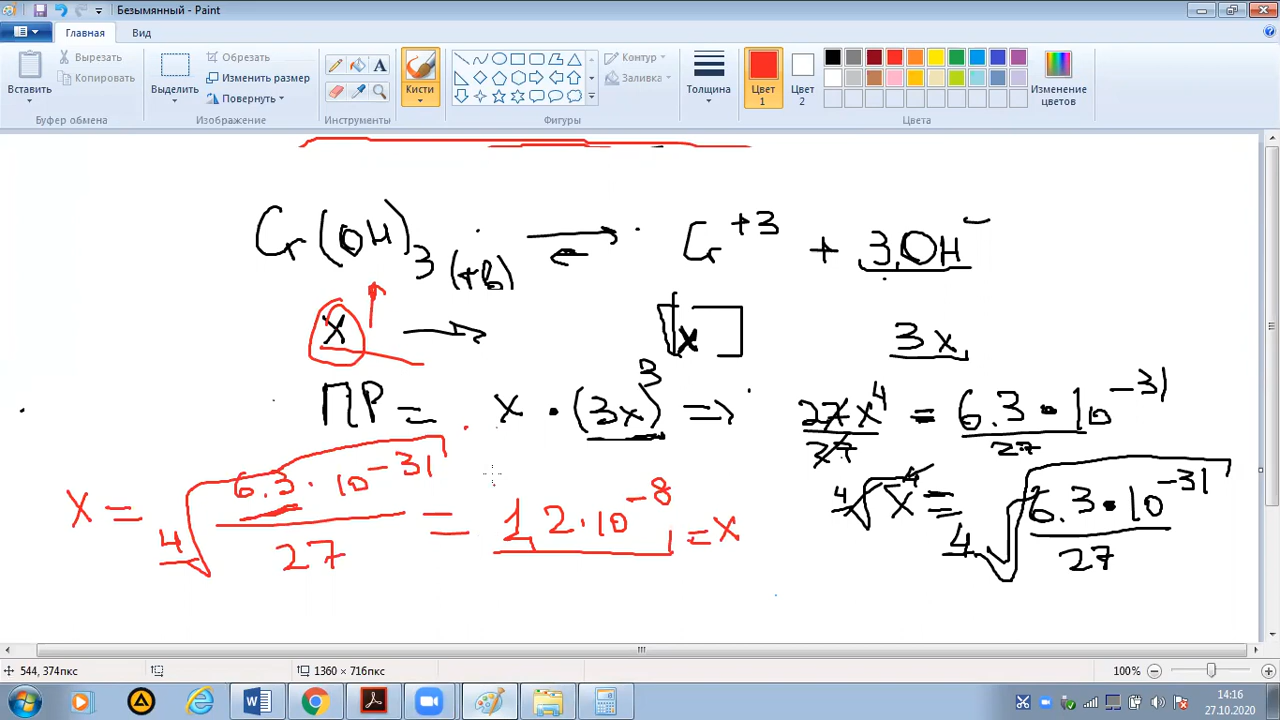 Безымянный - Paint
Главная Вид
Вставить Вырезать Копировать Выделить Обрезать Изменить размер Повернуть Кисти Контур Заливка Толщина Цвет 1 Цвет 2 Изменение цветов
Буфер обмена Изображение Инструменты Фигуры Цвета
Cr(OH)₃ (тв) ⇄ Cr⁺³ + 3OH⁻
x → x 3x
ПР = x · (3x)³ => 27x⁴ / 27 = 6.3 · 10⁻³¹ / 27
x = ⁴√(6.3 · 10⁻³¹ / 27) = 1,2 · 10⁻⁸ = x
⁴√x⁴ = ⁴√(6.3 · 10⁻³¹ / 27)
544, 374пкс 1360 × 716пкс 100%
14:16
27.10.2020